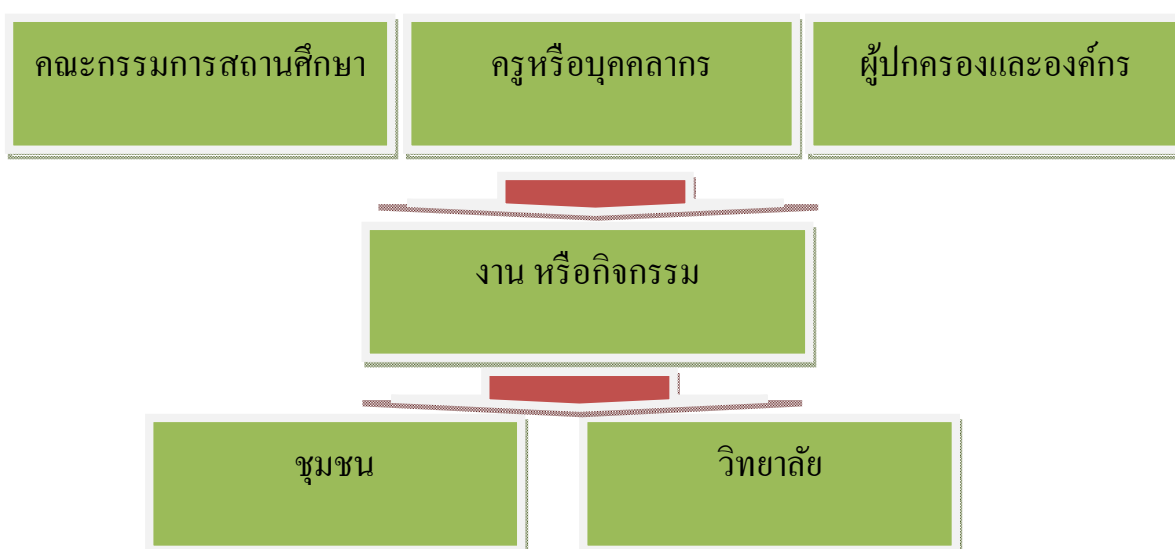 คณะกรรมการสถานศึกษา
ครูหรือบุคคลากร
ผู้ปกครองและองค์กร
งาน หรือกิจกรรม
ชุมชน
วิทยาลัย